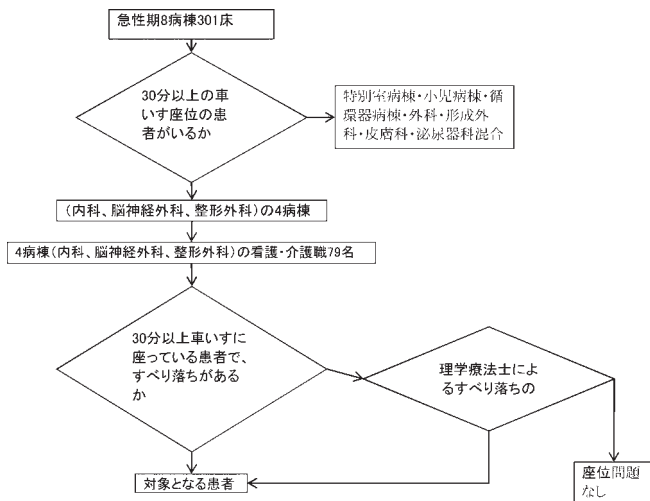 急性期8病棟301床
30分以上の車
いす座位の患
者がいるか
特別室病棟・小児病棟・循
環器病棟・外科・形成外
科・皮膚科・泌尿器科混合
(内科、脳神経外科、整形外科)の4病棟
4病棟(内科、脳神経外科、整形外科)の看護・介護職79名
30分以上車いすに
座っている患者で、
すべり落ちがある
か
理学療法士によ
るすべり落ちの
対象となる患者
座位問題
なし